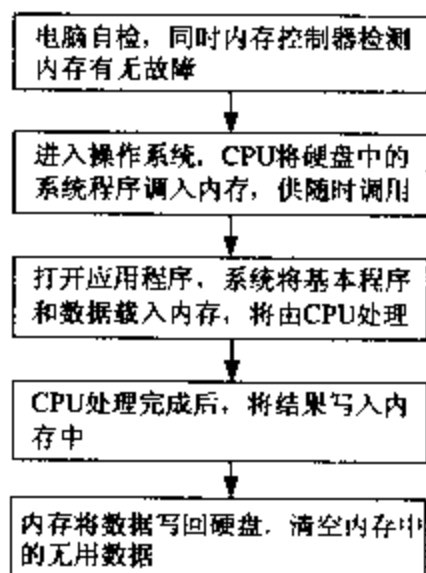 电脑自检，同时内存控制器检测
内存有无故障
进入操作系统，CPU将硬盘中的
系统程序调入内存，供随时调用
打开应用程序，系统将基本程序
和数据载入内存，将由CPU处理
CPU处理完成后，将结果写入内
存中
内存将数据写回硬盘，清空内存中
的无用数据